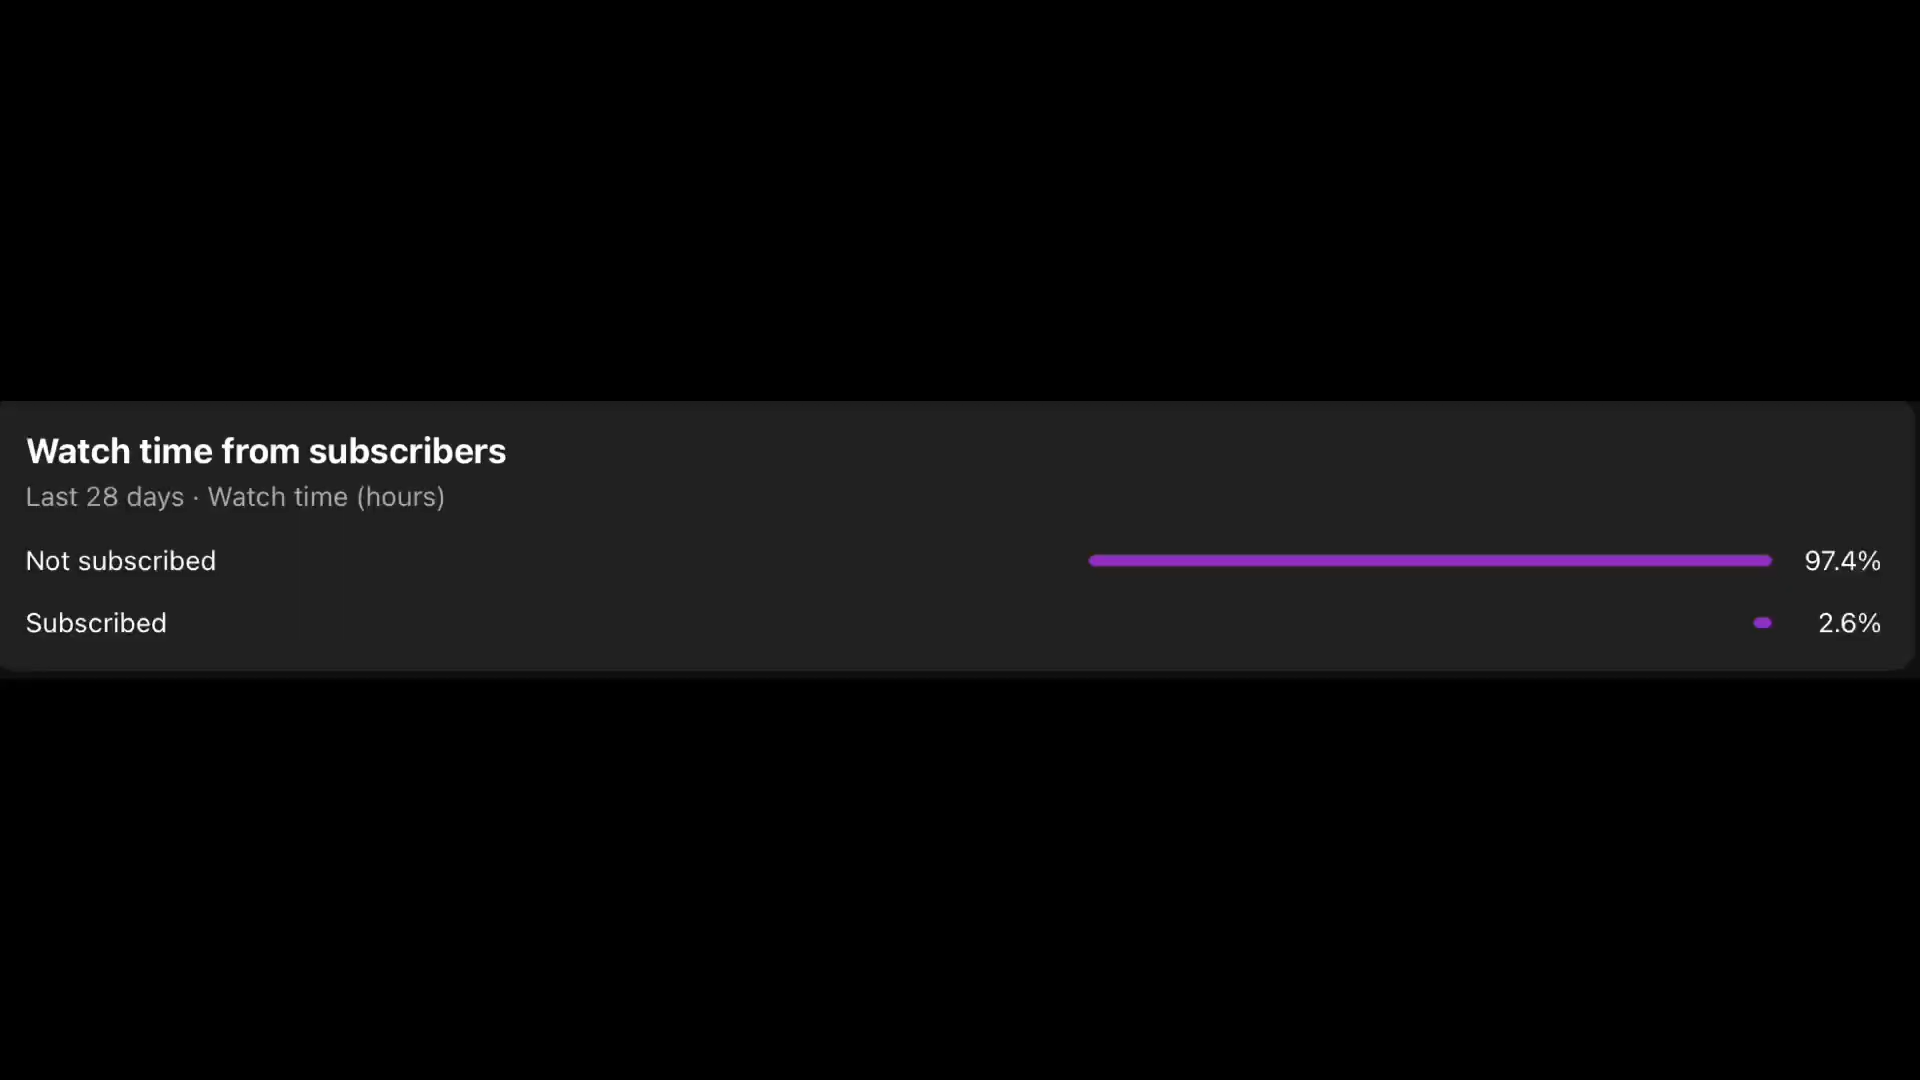 Watch time from subscribers
Last 28 days · Watch time (hours)
Not subscribed 97.4%
Subscribed 2.6%